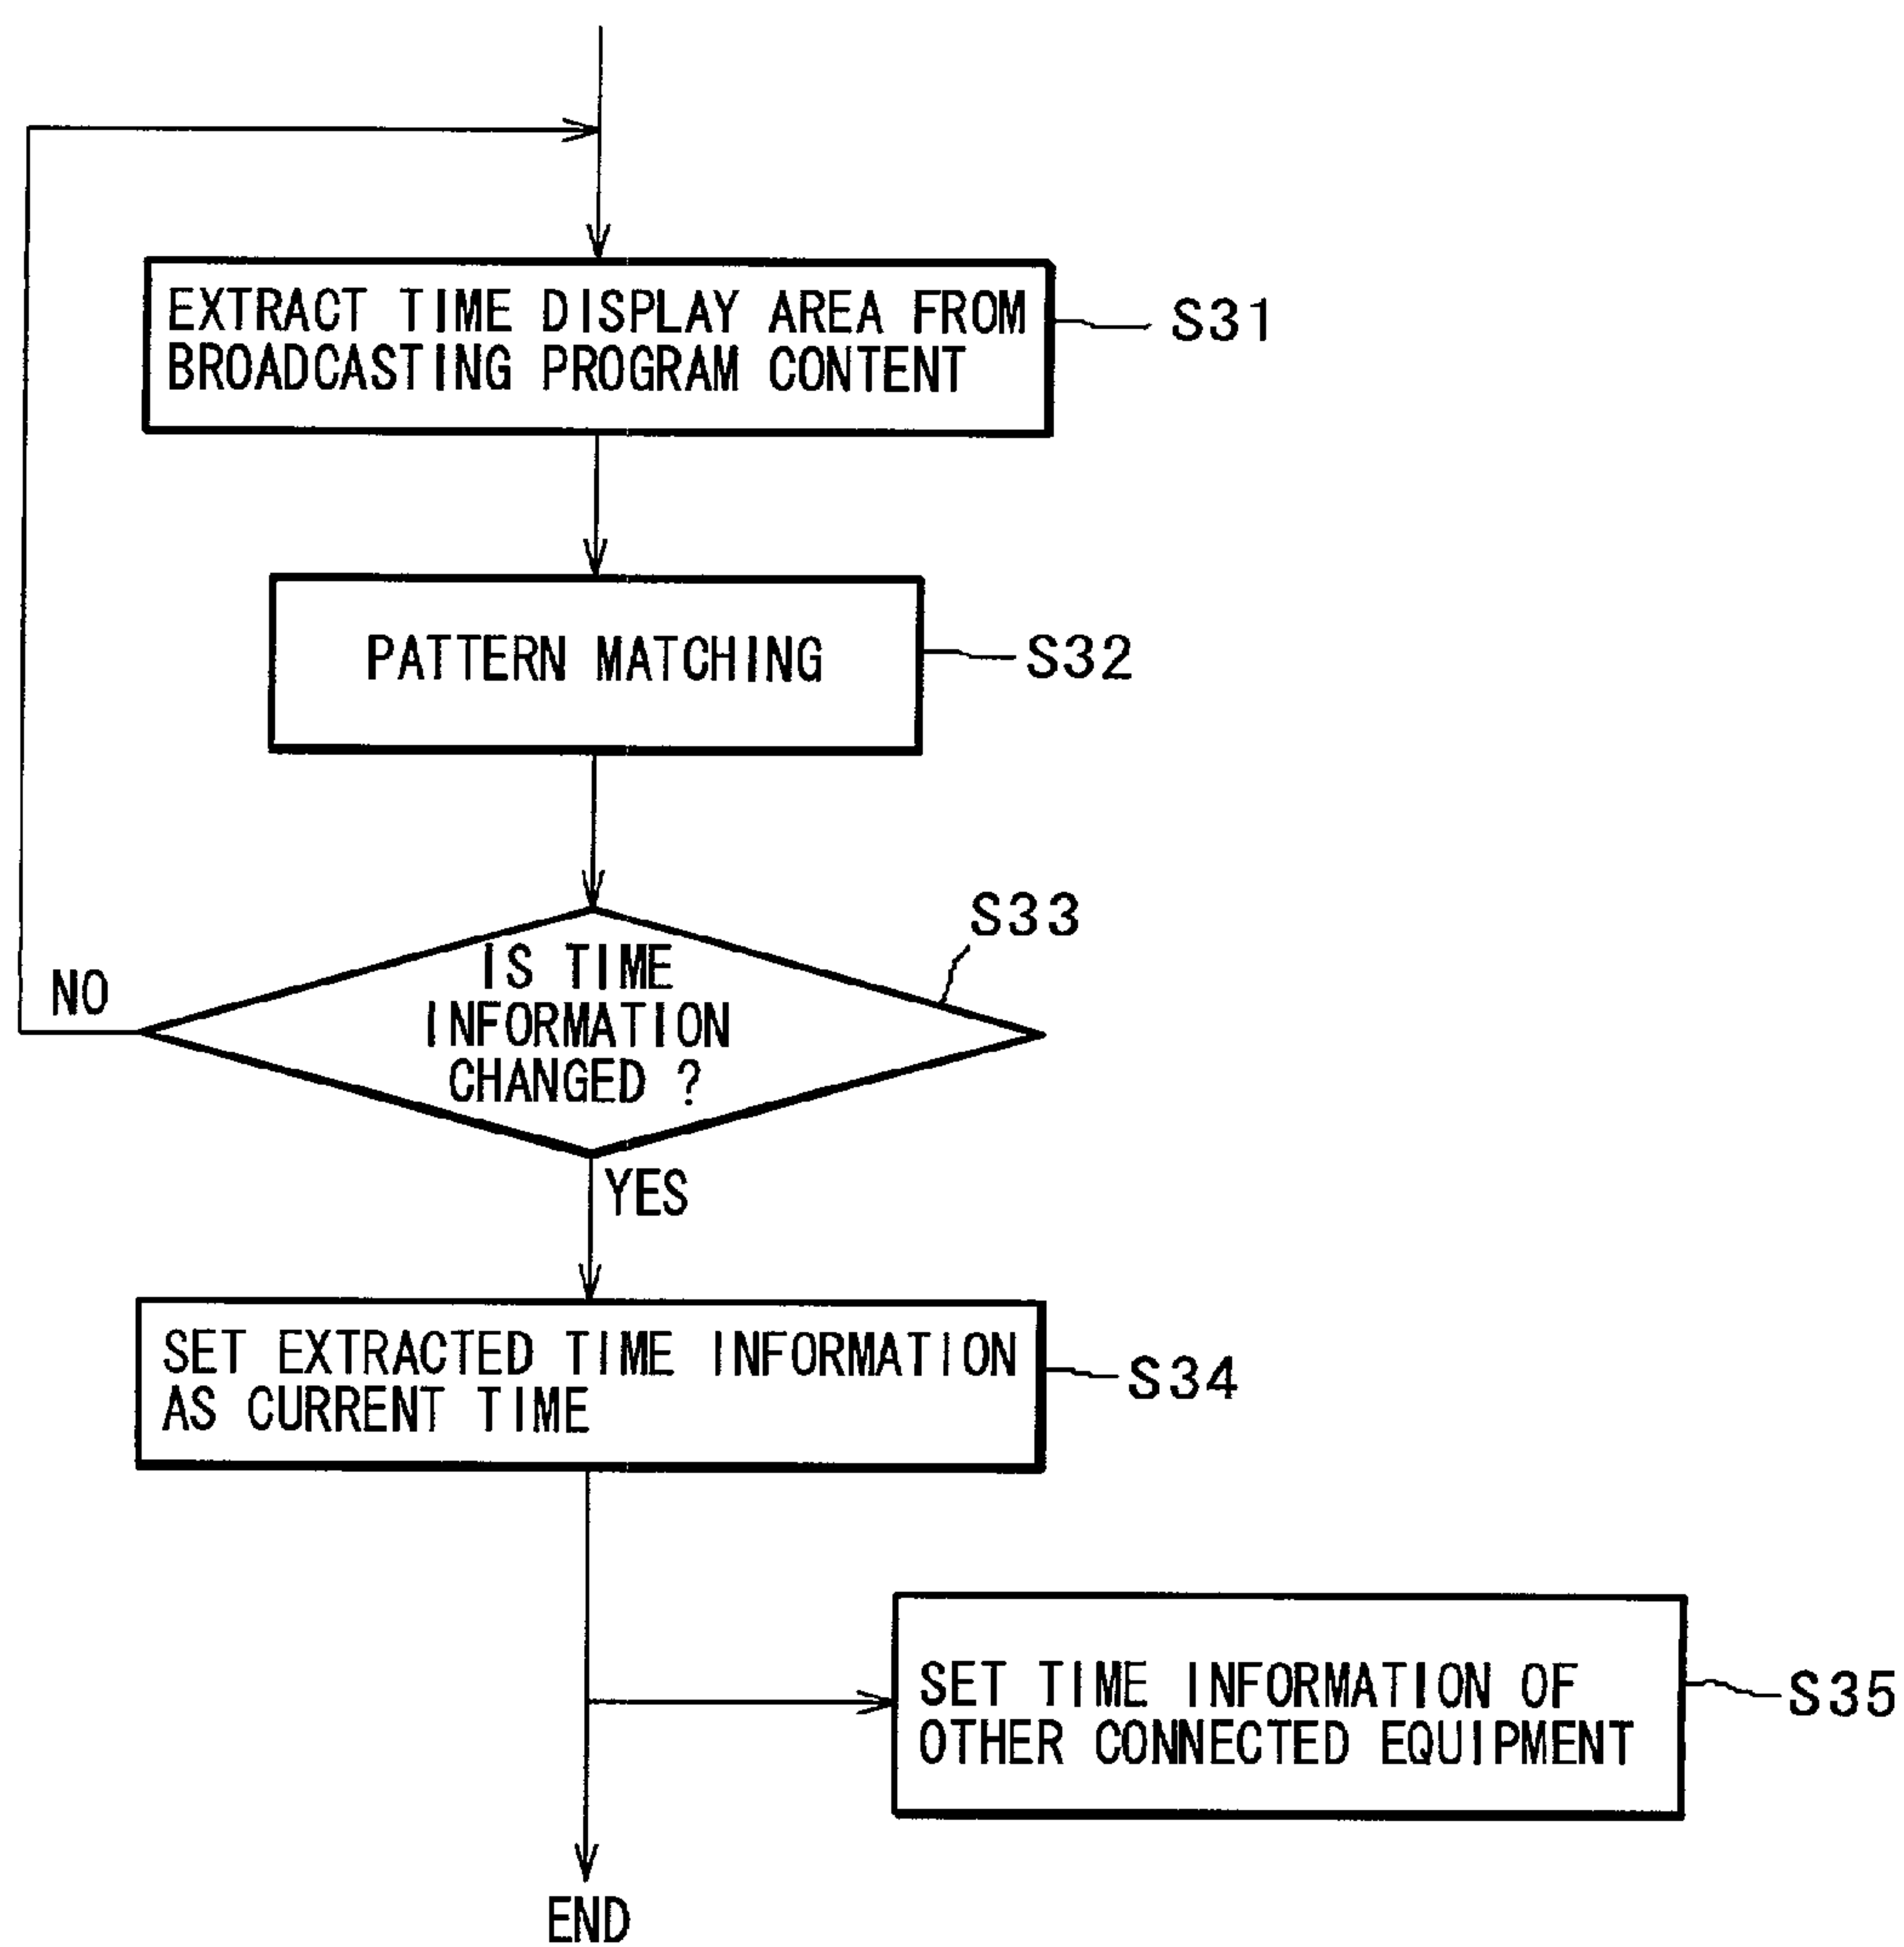 EXTRACT TIME DISPLAY AREA FROM
BROADCASTING PROGRAM CONTENT
S31
PATTERN MATCHING
S32
S33
IS TIME
INFORMATION
CHANGED ?
NO
YES
SET EXTRACTED TIME INFORMATION
AS CURRENT TIME
S34
SET TIME INFORMATION OF
OTHER CONNECTED EQUIPMENT
S35
END